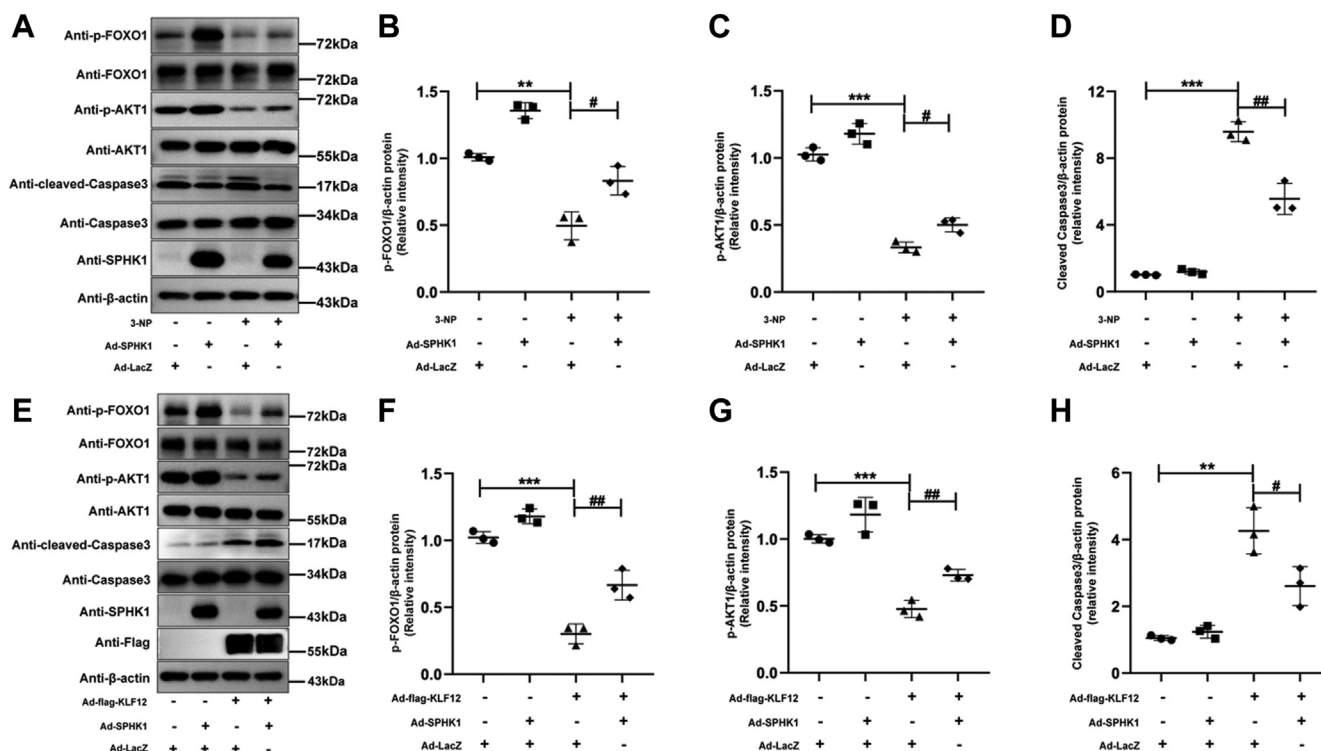 A
Anti-p-FOXO1
72kDa
Anti-FOXO1
72kDa
Anti-p-AKT1
72kDa
Anti-AKT1
55kDa
Anti-cleaved-Caspase3
17kDa
Anti-Caspase3
34kDa
Anti-SPHK1
43kDa
Anti-β-actin
43kDa
3-NP - - + +
Ad-SPHK1 - + - +
Ad-LacZ + - + -
B
p-FOXO1/β-actin protein
(Relative intensity)
1.5
1.0
0.5
0.0
**
#
3-NP - - + +
Ad-SPHK1 - + - +
Ad-LacZ + - + -
C
p-AKT1/β-actin protein
(Relative intensity)
1.5
1.0
0.5
0.0
***
#
3-NP - - + +
Ad-SPHK1 - + - +
Ad-LacZ + - + -
D
Cleaved Caspase3/β-actin protein
(relative intensity)
12
9
6
3
0
***
##
3-NP - - + +
Ad-SPHK1 - + - +
Ad-LacZ + - + -
E
Anti-p-FOXO1
72kDa
Anti-FOXO1
72kDa
72kDa
Anti-p-AKT1
Anti-AKT1
55kDa
Anti-cleaved-Caspase3
17kDa
Anti-Caspase3
34kDa
Anti-SPHK1
43kDa
Anti-Flag
55kDa
Anti-β-actin
43kDa
Ad-flag-KLF12 - - + +
Ad-SPHK1 - + - +
Ad-LacZ + + + -
F
p-FOXO1/β-actin protein
(Relative intensity)
1.5
1.0
0.5
0.0
***
##
Ad-flag-KLF12 - - + +
Ad-SPHK1 - + - +
Ad-LacZ + + + -
G
p-AKT1/β-actin protein
(Relative intensity)
1.5
1.0
0.5
0.0
***
##
Ad-flag-KLF12 - - + +
Ad-SPHK1 - + - +
Ad-LacZ + + + -
H
Cleaved Caspase3/β-actin protein
(relative intensity)
6
4
2
0
**
#
Ad-flag-KLF12 - - + +
Ad-SPHK1 - + - +
Ad-LacZ + + + -